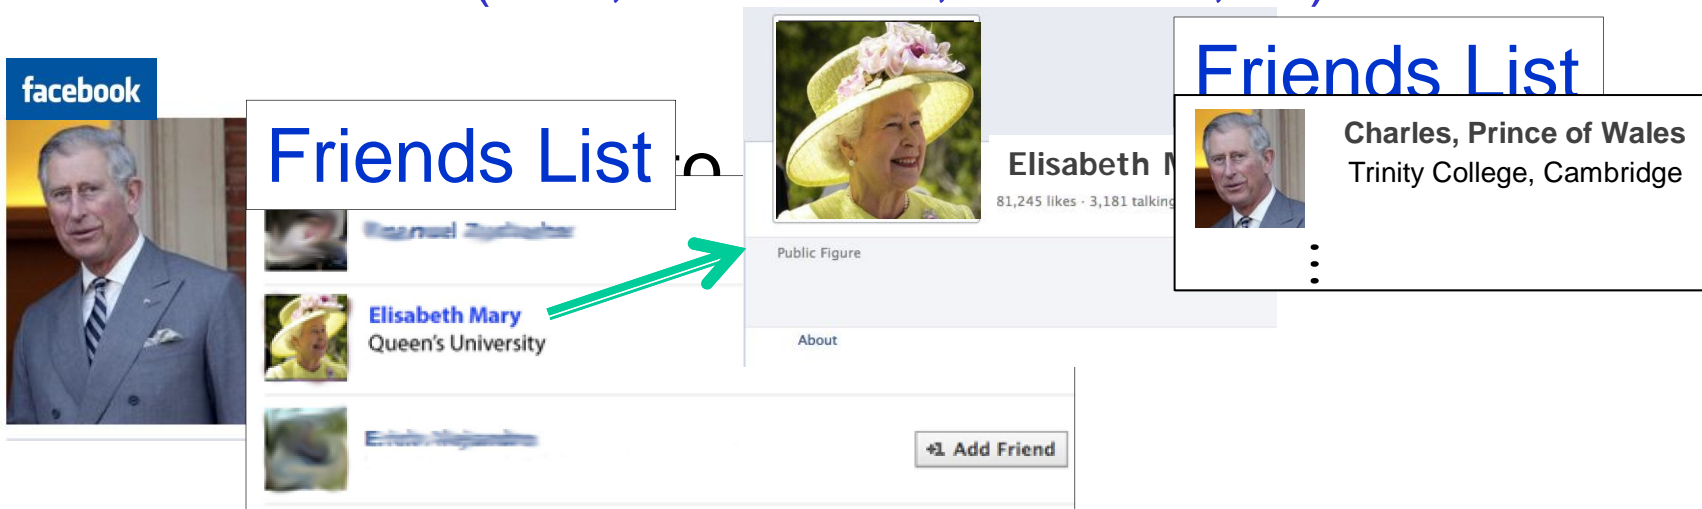 facebook
Friends List
Elisabeth Mary
Queen's University
+1 Add Friend
Elisabeth
81,245 likes · 3,181 talking
Public Figure
About
Friends List
Charles, Prince of Wales
Trinity College, Cambridge